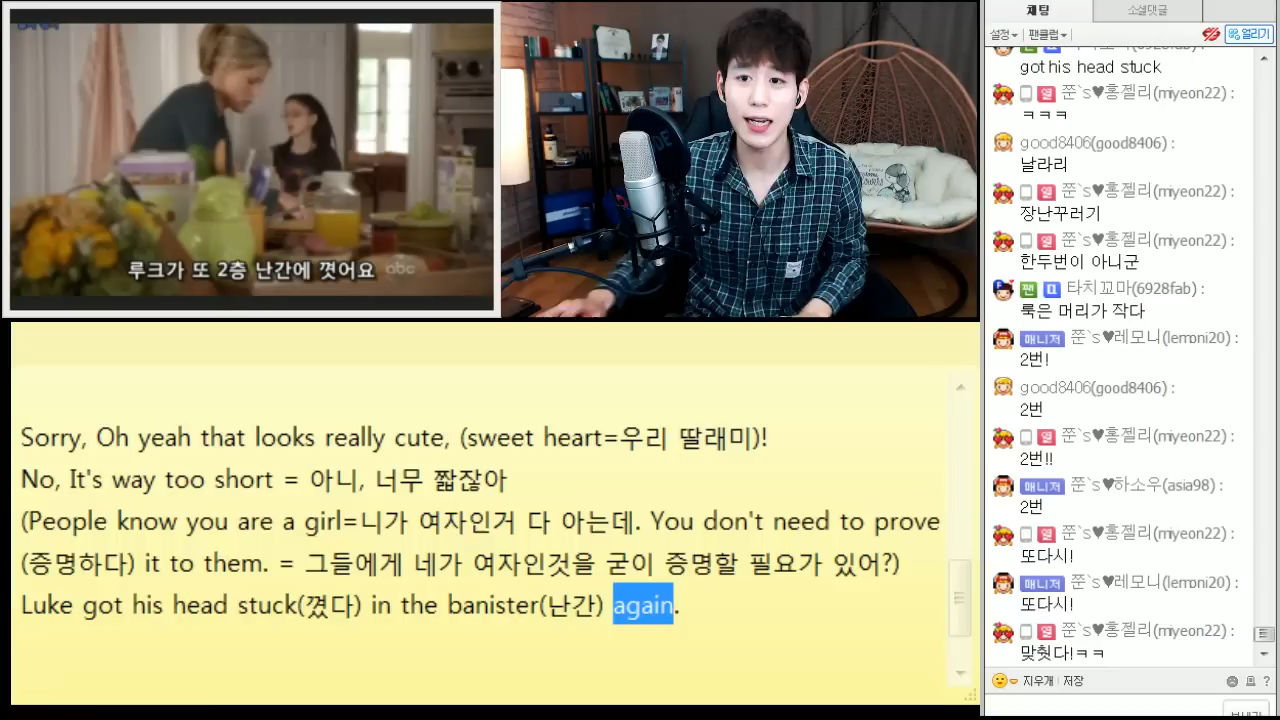 루크가 또 2층 난간에 꼈어요
abc
Sorry, Oh yeah that looks really cute, (sweet heart=우리 딸래미)!
No, It's way too short = 아니, 너무 짧잖아
(People know you are a girl=니가 여자인거 다 아는데. You don't need to prove
(증명하다) it to them. = 그들에게 네가 여자인것을 굳이 증명할 필요가 있어?)
Luke got his head stuck(꼈다) in the banister(난간) again.
채팅
소셜댓글
설정 팬클럽
얼리기
got his head stuck
열 쭌`s♥홍젤리(miyeon22) :
ㅋㅋㅋ
good8406(good8406) :
날라리
열 쭌`s♥홍젤리(miyeon22) :
장난꾸러기
열 쭌`s♥홍젤리(miyeon22) :
한두번이 아니군
팬 타치꼬마(6928fab) :
룩은 머리가 작다
매니저 쭌`s♥레모니(lemoni20) :
2번!
good8406(good8406) :
2번
열 쭌`s♥홍젤리(miyeon22) :
2번!!
매니저 쭌`s♥하소우(asia98) :
2번
열 쭌`s♥홍젤리(miyeon22) :
또다시!
매니저 쭌`s♥레모니(lemoni20) :
또다시!
열 쭌`s♥홍젤리(miyeon22) :
맞췄다!ㅋㅋ
지우개 저장
?